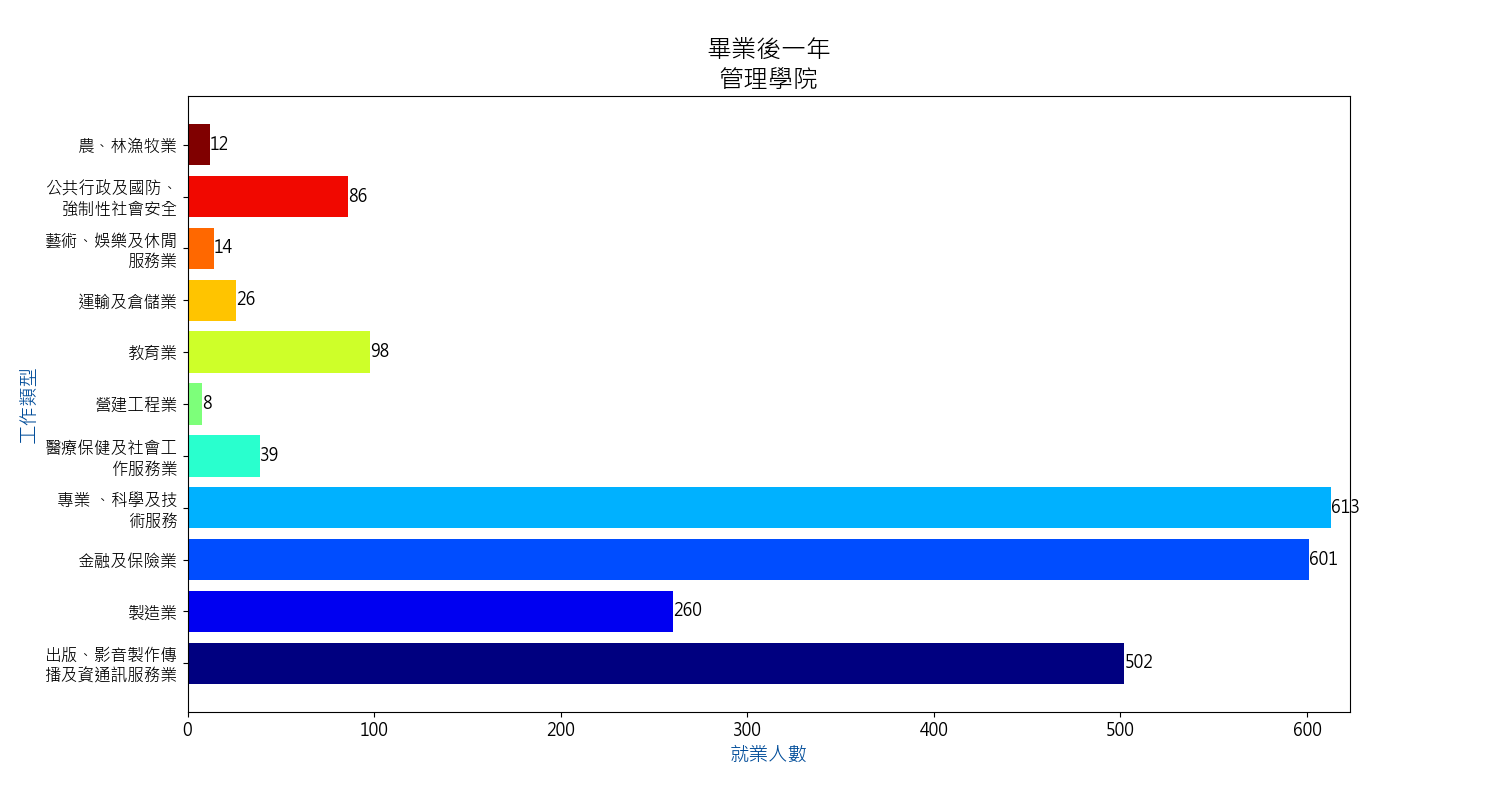 畢業後一年
管理學院
農、林漁牧業
12
公共行政及國防、
強制性社會安全
86
藝術、娛樂及休閒
服務業
14
運輸及倉儲業
26
教育業
98
營建工程業
8
醫療保健及社會工
作服務業
39
專業 、科學及技
術服務
613
金融及保險業
601
製造業
260
出版、影音製作傳
播及資通訊服務業
502
工作類型
0 100 200 300 400 500 600
就業人數